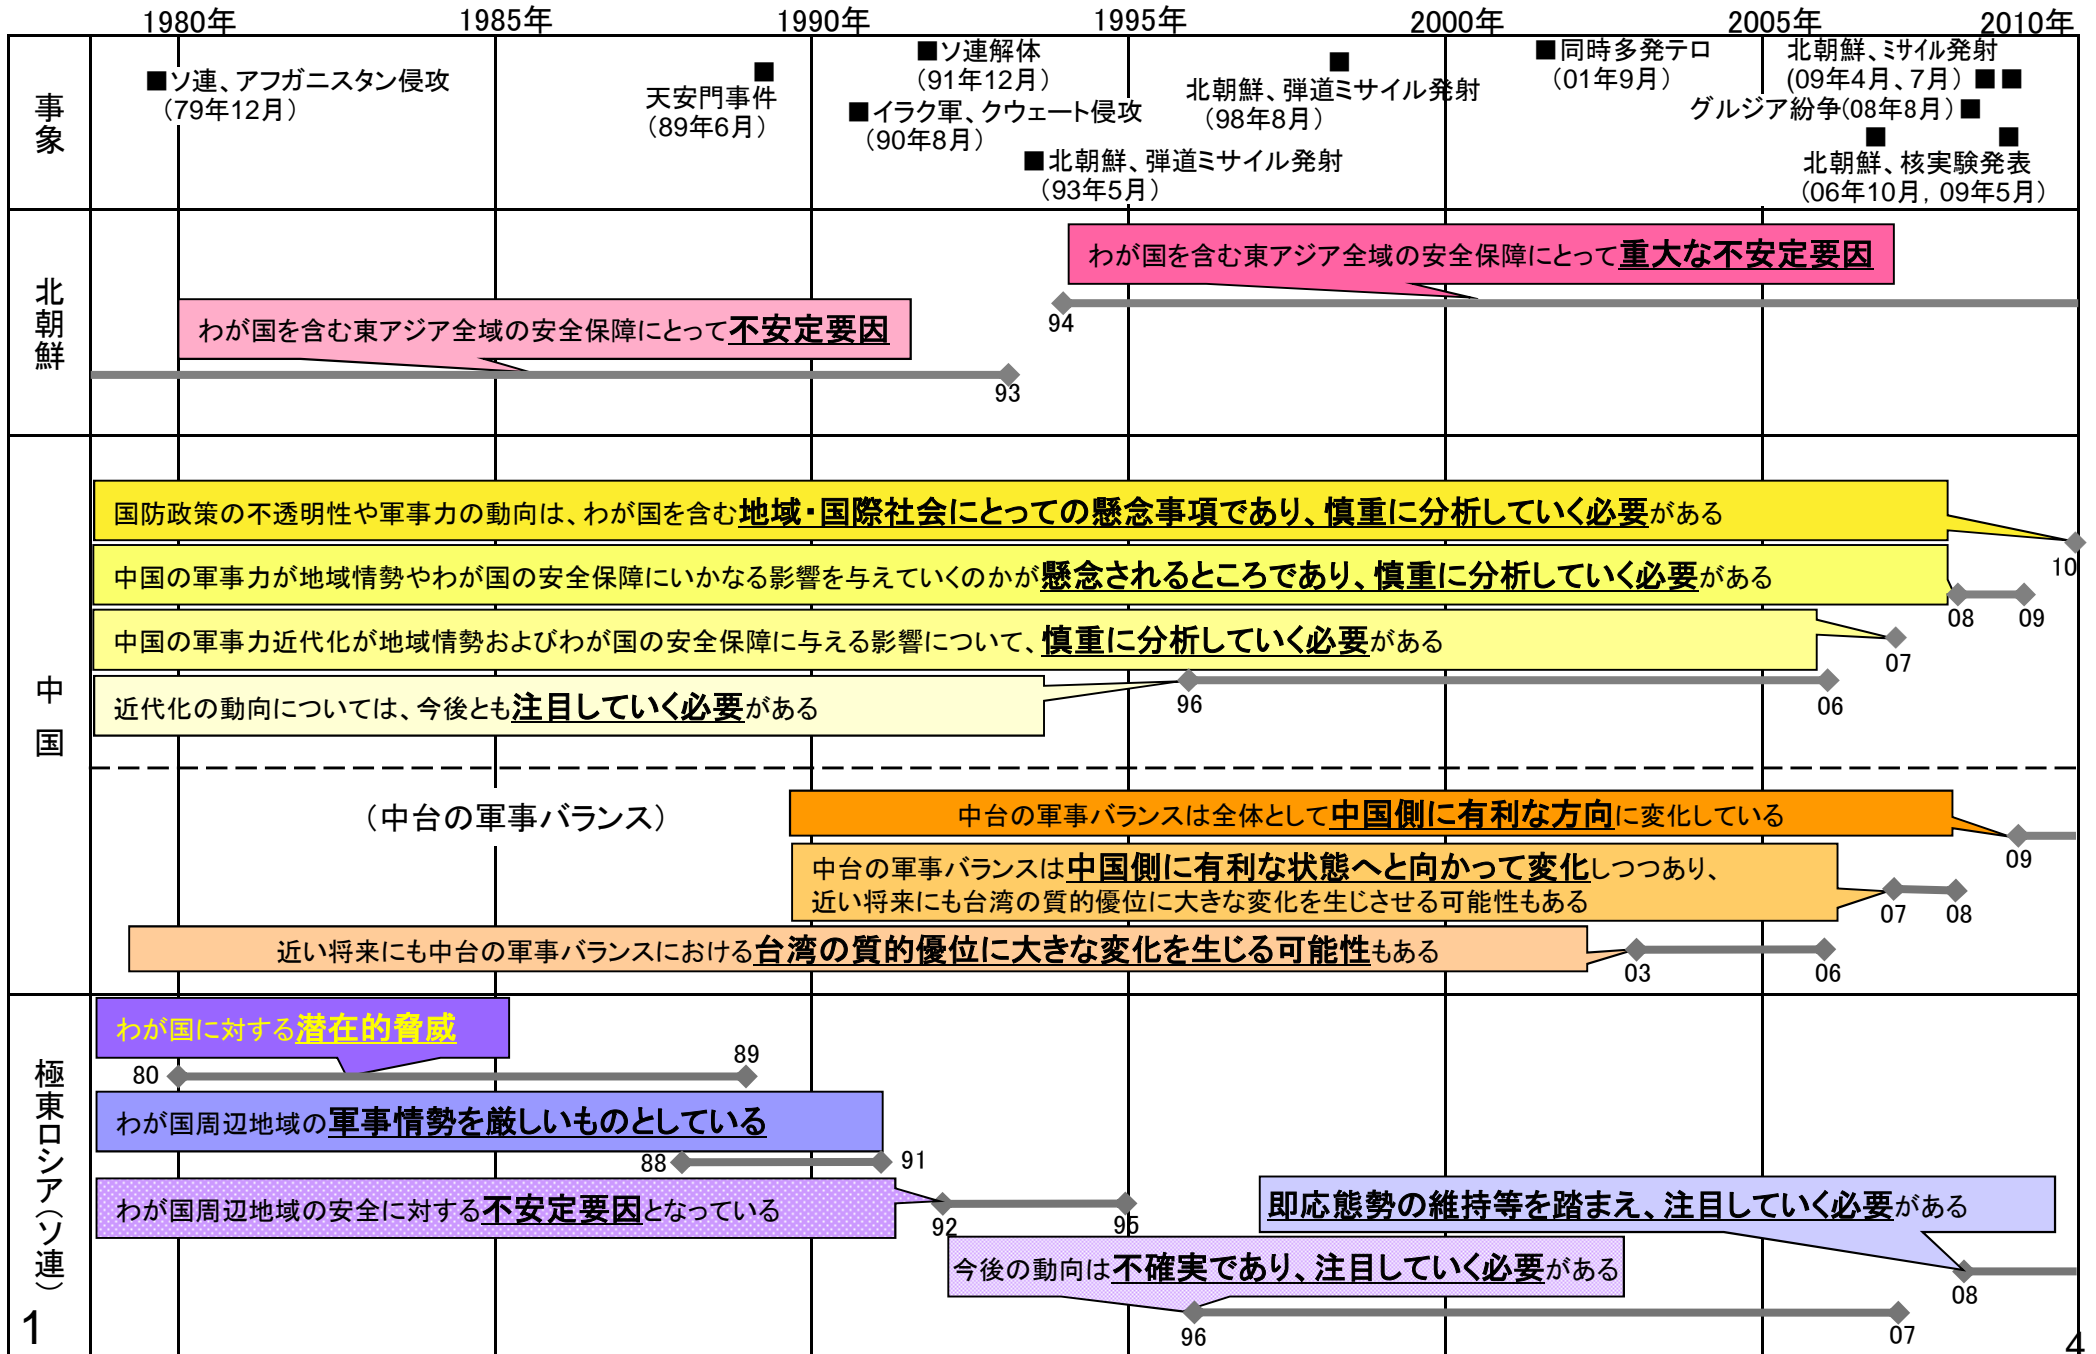 1980年
1985年
1990年
1995年
2000年
2005年
2010年
事象
■ソ連、アフガニスタン侵攻
（79年12月）
天安門事件
（89年6月）
■ソ連解体
（91年12月）
■イラク軍、クウェート侵攻
（90年8月）
■北朝鮮、弾道ミサイル発射
（93年5月）
北朝鮮、弾道ミサイル発射
（98年8月）
■同時多発テロ
（01年9月）
北朝鮮、ミサイル発射
(09年4月、7月）■■
グルジア紛争(08年8月）■
北朝鮮、核実験発表
(06年10月，09年5月）
北朝鮮
わが国を含む東アジア全域の安全保障にとって重大な不安定要因
94
わが国を含む東アジア全域の安全保障にとって不安定要因
93
中国
国防政策の不透明性や軍事力の動向は、わが国を含む地域・国際社会にとっての懸念事項であり、慎重に分析していく必要がある
10
中国の軍事力が地域情勢やわが国の安全保障にいかなる影響を与えていくのかが懸念されるところであり、慎重に分析していく必要がある
08
09
中国の軍事力近代化が地域情勢およびわが国の安全保障に与える影響について、慎重に分析していく必要がある
07
近代化の動向については、今後とも注目していく必要がある
96
06
（中台の軍事バランス）
中台の軍事バランスは全体として中国側に有利な方向に変化している
09
中台の軍事バランスは中国側に有利な状態へと向かって変化しつつあり、
近い将来にも台湾の質的優位に大きな変化を生じさせる可能性もある
07
08
近い将来にも中台の軍事バランスにおける台湾の質的優位に大きな変化を生じる可能性もある
03
06
極東ロシア（ソ連）
わが国に対する潜在的脅威
80
89
わが国周辺地域の軍事情勢を厳しいものとしている
88
91
わが国周辺地域の安全に対する不安定要因となっている
92
95
即応態勢の維持等を踏まえ、注目していく必要がある
08
今後の動向は不確実であり、注目していく必要がある
96
07
1
4